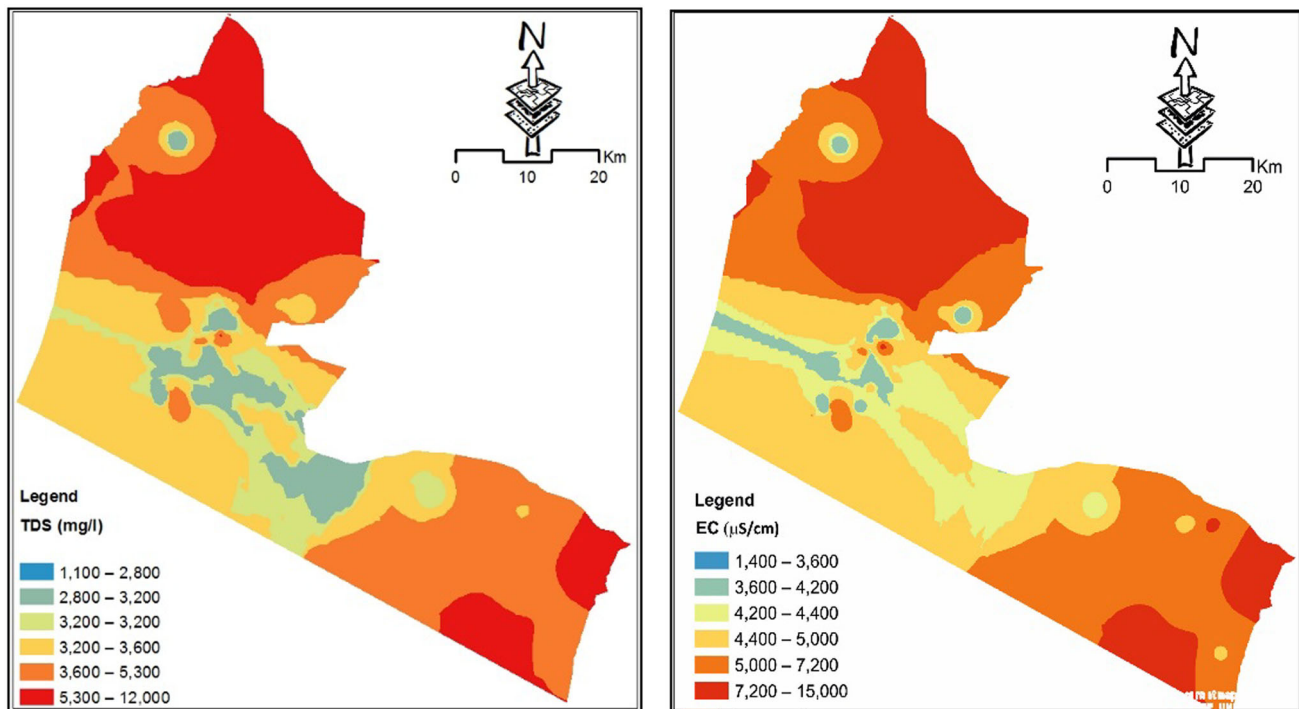 N
Km
0 10 20
Legend
TDS (mg/l)
1,100 – 2,800
2,800 – 3,200
3,200 – 3,200
3,200 – 3,600
3,600 – 5,300
5,300 – 12,000
N
Km
0 10 20
Legend
EC (µS/cm)
1,400 – 3,600
3,600 – 4,200
4,200 – 4,400
4,400 – 5,000
5,000 – 7,200
7,200 – 15,000